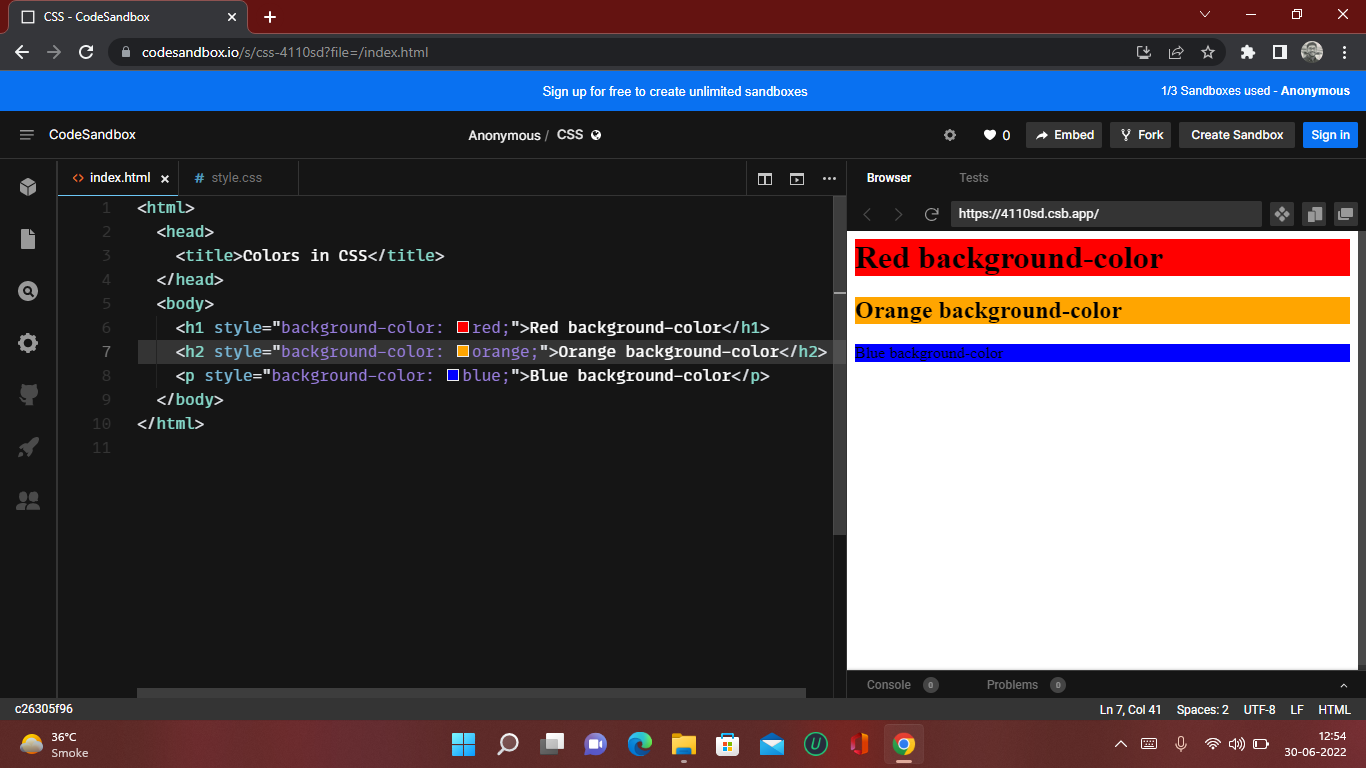 CSS - CodeSandbox
codesandbox.io/s/css-4110sd?file=/index.html
Sign up for free to create unlimited sandboxes
1/3 Sandboxes used - Anonymous
CodeSandbox
Anonymous / CSS
0
Embed
Fork
Create Sandbox
Sign in
<> index.html
# style.css
Browser
Tests
https://4110sd.csb.app/
1 <html>
2 <head>
3 <title>Colors in CSS</title>
4 </head>
5 <body>
6 <h1 style="background-color: red;">Red background-color</h1>
7 <h2 style="background-color: orange;">Orange background-color</h2>
8 <p style="background-color: blue;">Blue background-color</p>
9 </body>
10 </html>
11
Red background-color
Orange background-color
Blue background-color
Console 0
Problems 0
c26305f96
Ln 7, Col 41
Spaces: 2
UTF-8
LF
HTML
36°C
Smoke
U
12:54
30-06-2022